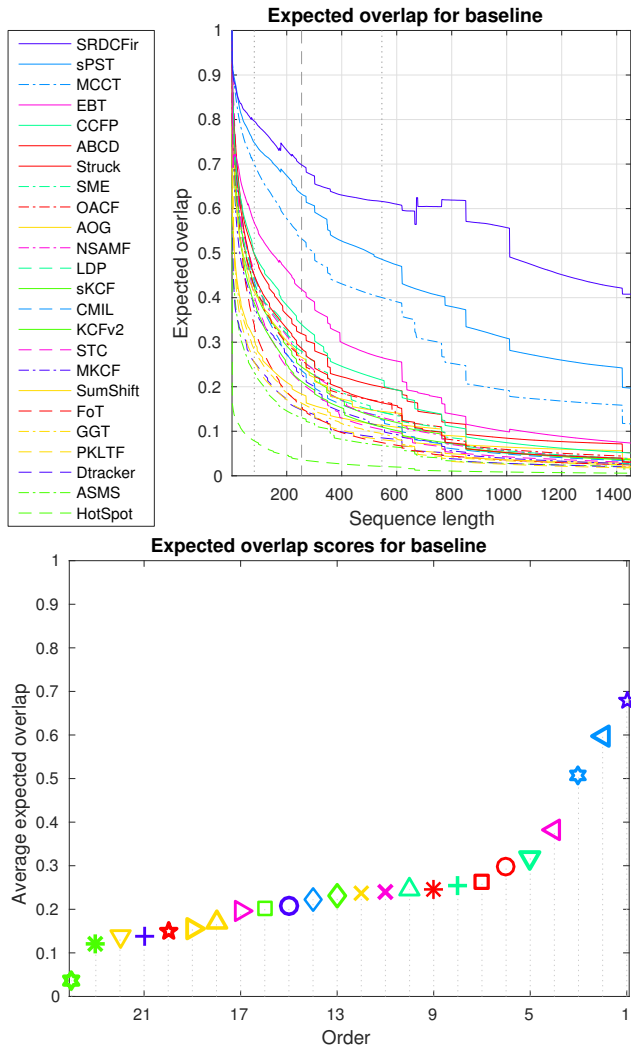 Expected overlap for baseline
SRDCFir
sPST
MCCT
EBT
CCFP
ABCD
Struck
SME
OACF
AOG
NSAMF
LDP
sKCF
CMIL
KCFv2
STC
MKCF
SumShift
FoT
GGT
PKLTF
Dtracker
ASMS
HotSpot
Expected overlap
1
0.9
0.8
0.7
0.6
0.5
0.4
0.3
0.2
0.1
0
200 400 600 800 1000 1200 1400
Sequence length
Expected overlap scores for baseline
Average expected overlap
1
0.9
0.8
0.7
0.6
0.5
0.4
0.3
0.2
0.1
0
21 17 13 9 5 1
Order